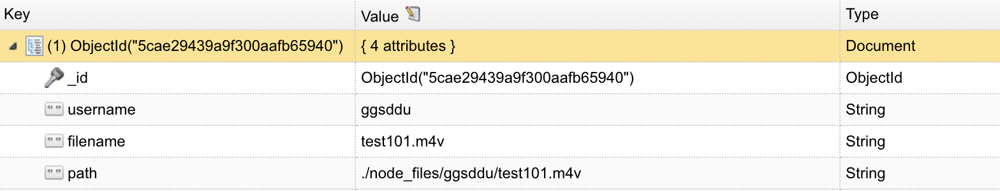 Key Value Type
(1) ObjectId("5cae29439a9f300aafb65940") { 4 attributes } Document
_id ObjectId("5cae29439a9f300aafb65940") ObjectId
" " username ggsddu String
" " filename test101.m4v String
" " path ./node_files/ggsddu/test101.m4v String